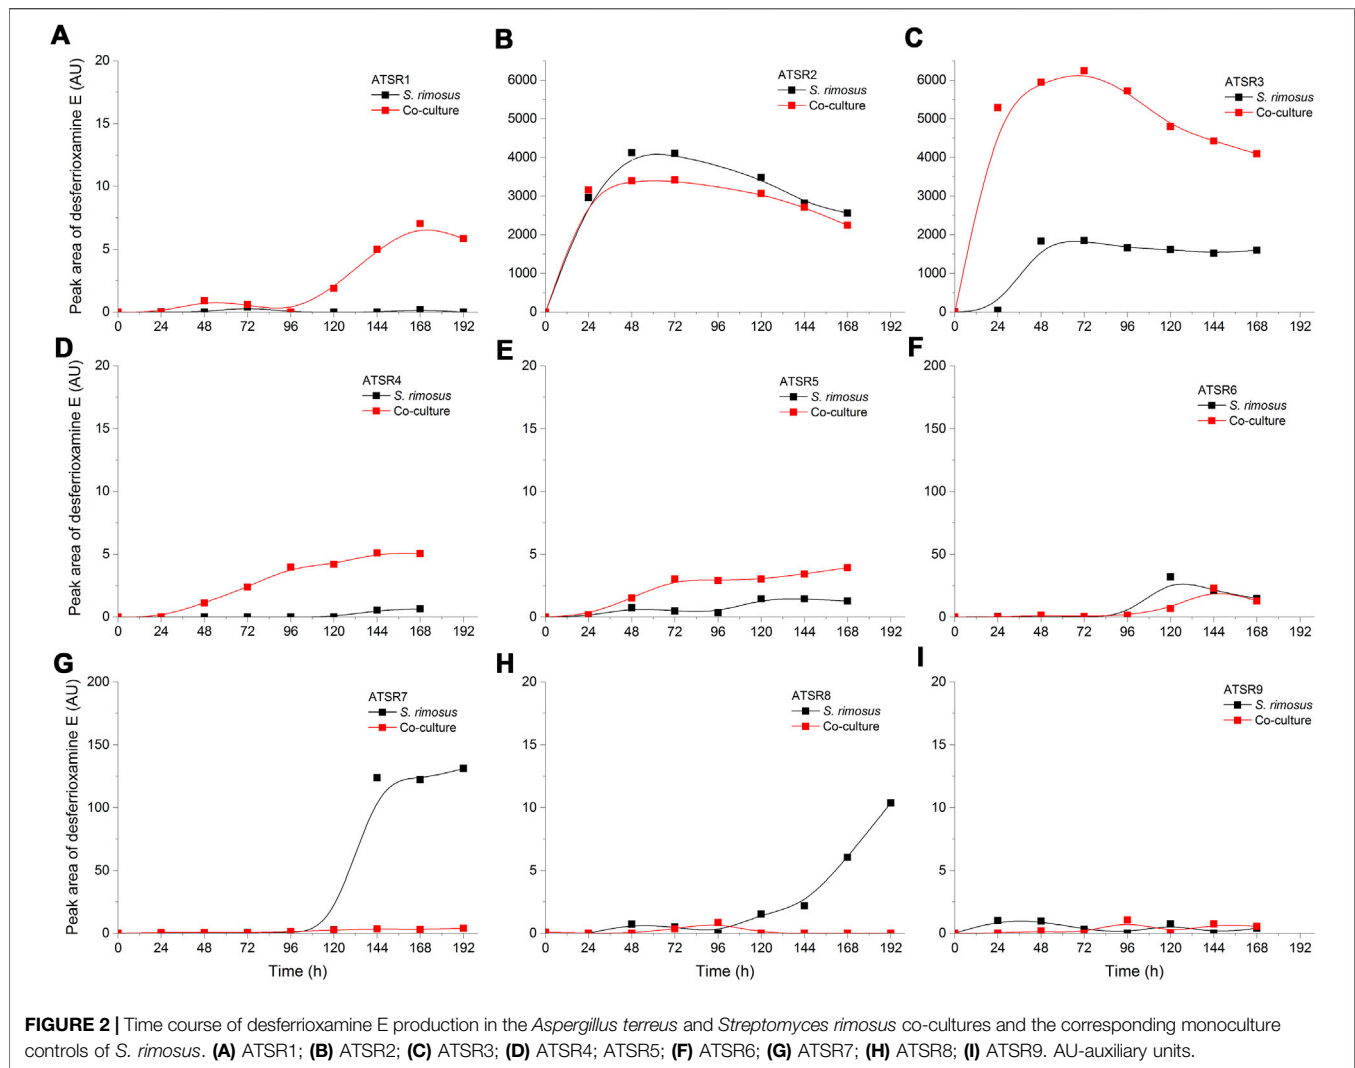 A
B
C
20
15
10
5
0
0 24 48 72 96 120 144 168 192
Peak area of desferrioxamine E (AU)
ATSR1
S. rimosus
Co-culture
6000
5000
4000
3000
2000
1000
0
0 24 48 72 96 120 144 168 192
ATSR2
S. rimosus
Co-culture
6000
5000
4000
3000
2000
1000
0
0 24 48 72 96 120 144 168 192
ATSR3
S. rimosus
Co-culture
D
E
F
20
15
10
5
0
0 24 48 72 96 120 144 168 192
Peak area of desferrioxamine E (AU)
ATSR4
S. rimosus
Co-culture
20
15
10
5
0
0 24 48 72 96 120 144 168 192
ATSR5
S. rimosus
Co-culture
200
150
100
50
0
0 24 48 72 96 120 144 168 192
ATSR6
S. rimosus
Co-culture
G
H
I
200
150
100
50
0
0 24 48 72 96 120 144 168 192
Time (h)
Peak area of desferrioxamine E (AU)
ATSR7
S. rimosus
Co-culture
20
15
10
5
0
0 24 48 72 96 120 144 168 192
Time (h)
ATSR8
S. rimosus
Co-culture
20
15
10
5
0
0 24 48 72 96 120 144 168 192
Time (h)
ATSR9
S. rimosus
Co-culture
FIGURE 2 | Time course of desferrioxamine E production in the Aspergillus terreus and Streptomyces rimosus co-cultures and the corresponding monoculture
controls of S. rimosus. (A) ATSR1; (B) ATSR2; (C) ATSR3; (D) ATSR4; ATSR5; (F) ATSR6; (G) ATSR7; (H) ATSR8; (I) ATSR9. AU-auxiliary units.